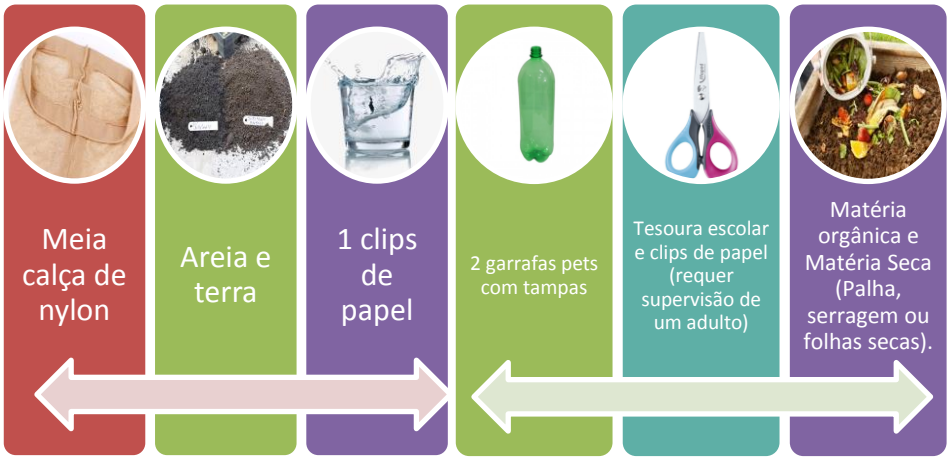 Meia
calça de
nylon
Areia e
terra
1 clips
de
papel
2 garrafas pets
com tampas
Tesoura escolar
e clips de papel
(requer
supervisão de
um adulto)
Matéria
orgânica e
Matéria Seca
(Palha,
serragem ou
folhas secas).